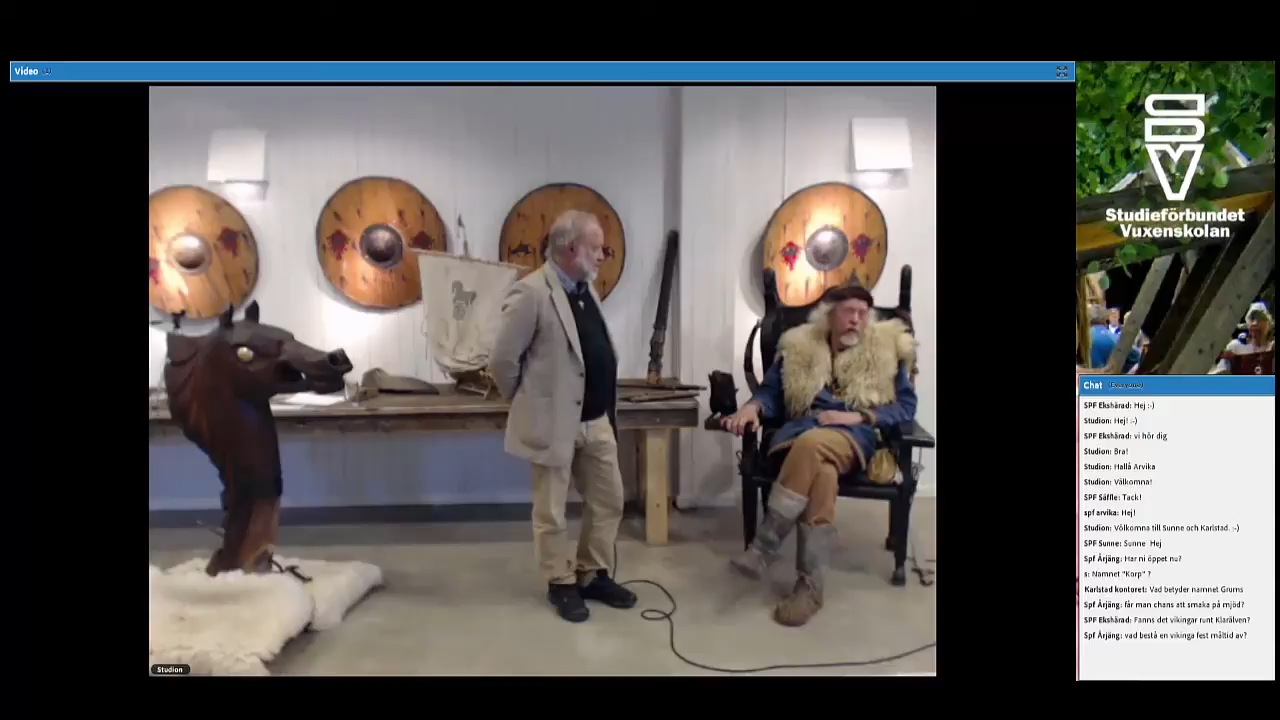 Video
Studieförbundet
Vuxenskolan
Chat (Everyone)
SPF Ekshärad: Hej :-)
Studion: Hej! :-)
SPF Ekshärad: vi hör dig
Studion: Bra!
Studion: Hallå Arvika
Studion: Välkomna!
SPF Säffle: Tack!
spf arvika: Hej!
Studion: Völkomna till Sunne och Karlstad. :-)
SPF Sunne: Sunne Hej
Spf Årjäng: Har ni öppet nu?
s: Namnet "Korp" ?
Karlstad kontoret: Vad betyder namnet Grums
Spf Årjäng: får man chans att smaka på mjöd?
SPF Ekshärad: Fanns det vikingar runt Klarälven?
Spf Årjäng: vad bestå en vikinga fest måltid av?
Studion